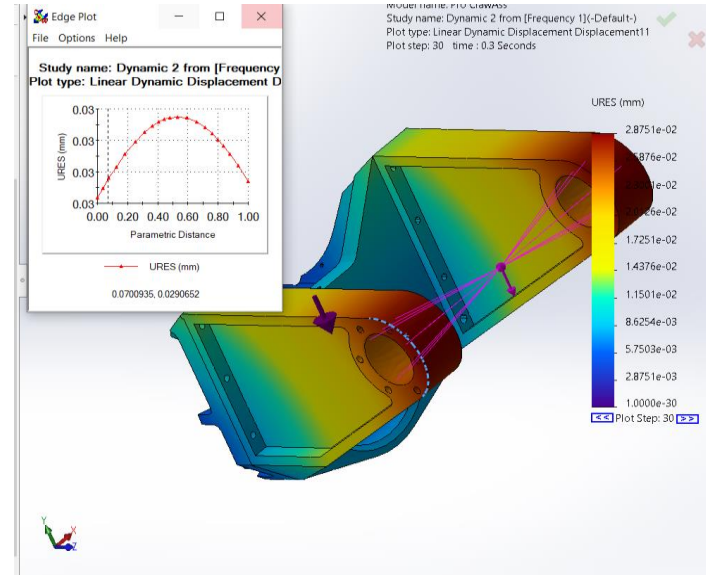 Edge Plot
File Options Help
Study name: Dynamic 2 from [Frequency
Plot type: Linear Dynamic Displacement D
0.03
0.03
0.03
0.03
URES (mm)
0.00 0.20 0.40 0.60 0.80 1.00
Parametric Distance
URES (mm)
0.0700935, 0.0290652
Study name: Dynamic 2 from [Frequency 1](-Default-)
Plot type: Linear Dynamic Displacement Displacement11
Plot step: 30 time : 0.3 Seconds
URES (mm)
2.8751e-02
1.7251e-02
1.4376e-02
1.1501e-02
8.6254e-03
5.7503e-03
2.8751e-03
1.0000e-30
<< Plot Step: 30 >>
Y
X
Z